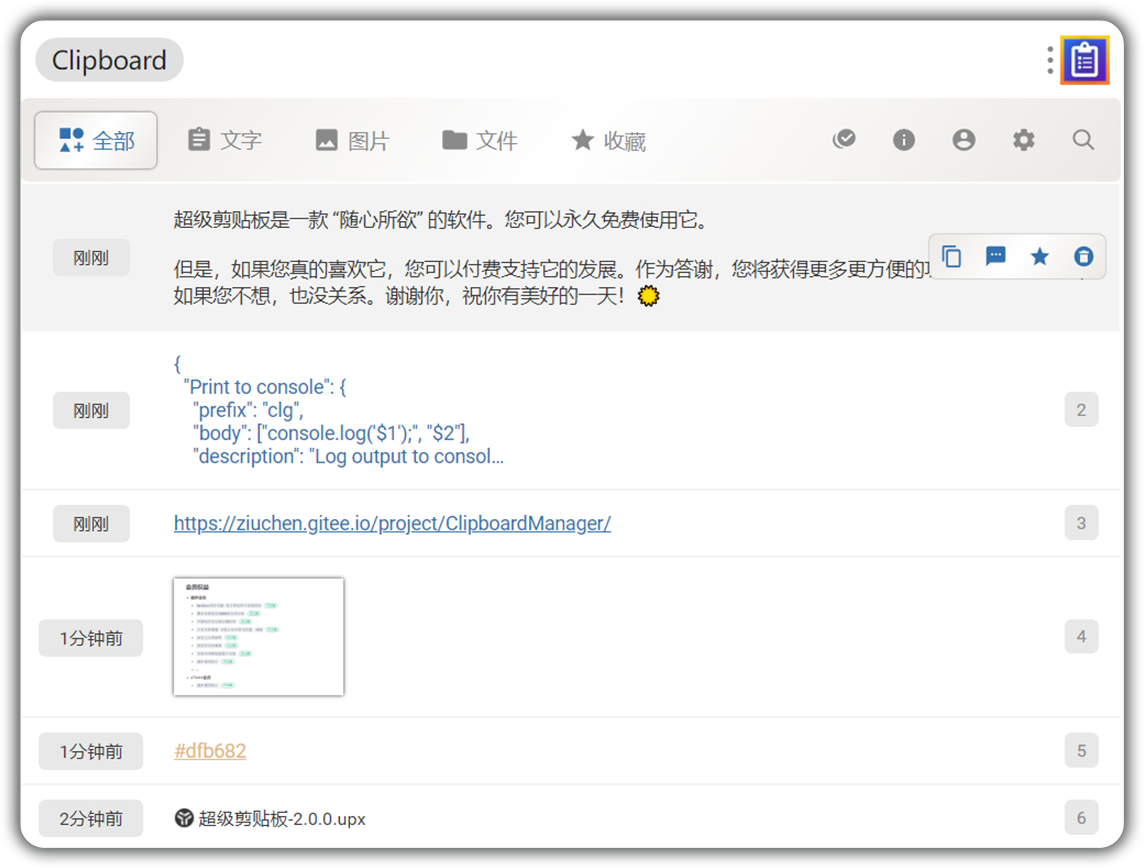 Clipboard
全部 文字 图片 文件 收藏
超级剪贴板是一款 “随心所欲” 的软件。您可以永久免费使用它。
刚刚
但是，如果您真的喜欢它，您可以付费支持它的发展。作为答谢，您将获得更多更方便的
如果您不想，也没关系。谢谢你，祝你有美好的一天！
{
"Print to console": {
刚刚 "prefix": "clg", 2
"body": ["console.log('$1');", "$2"],
"description": "Log output to consol...
刚刚 https://ziuchen.gitee.io/project/ClipboardManager/ 3
1分钟前 4
1分钟前 #dfb682 5
2分钟前 超级剪贴板-2.0.0.upx 6